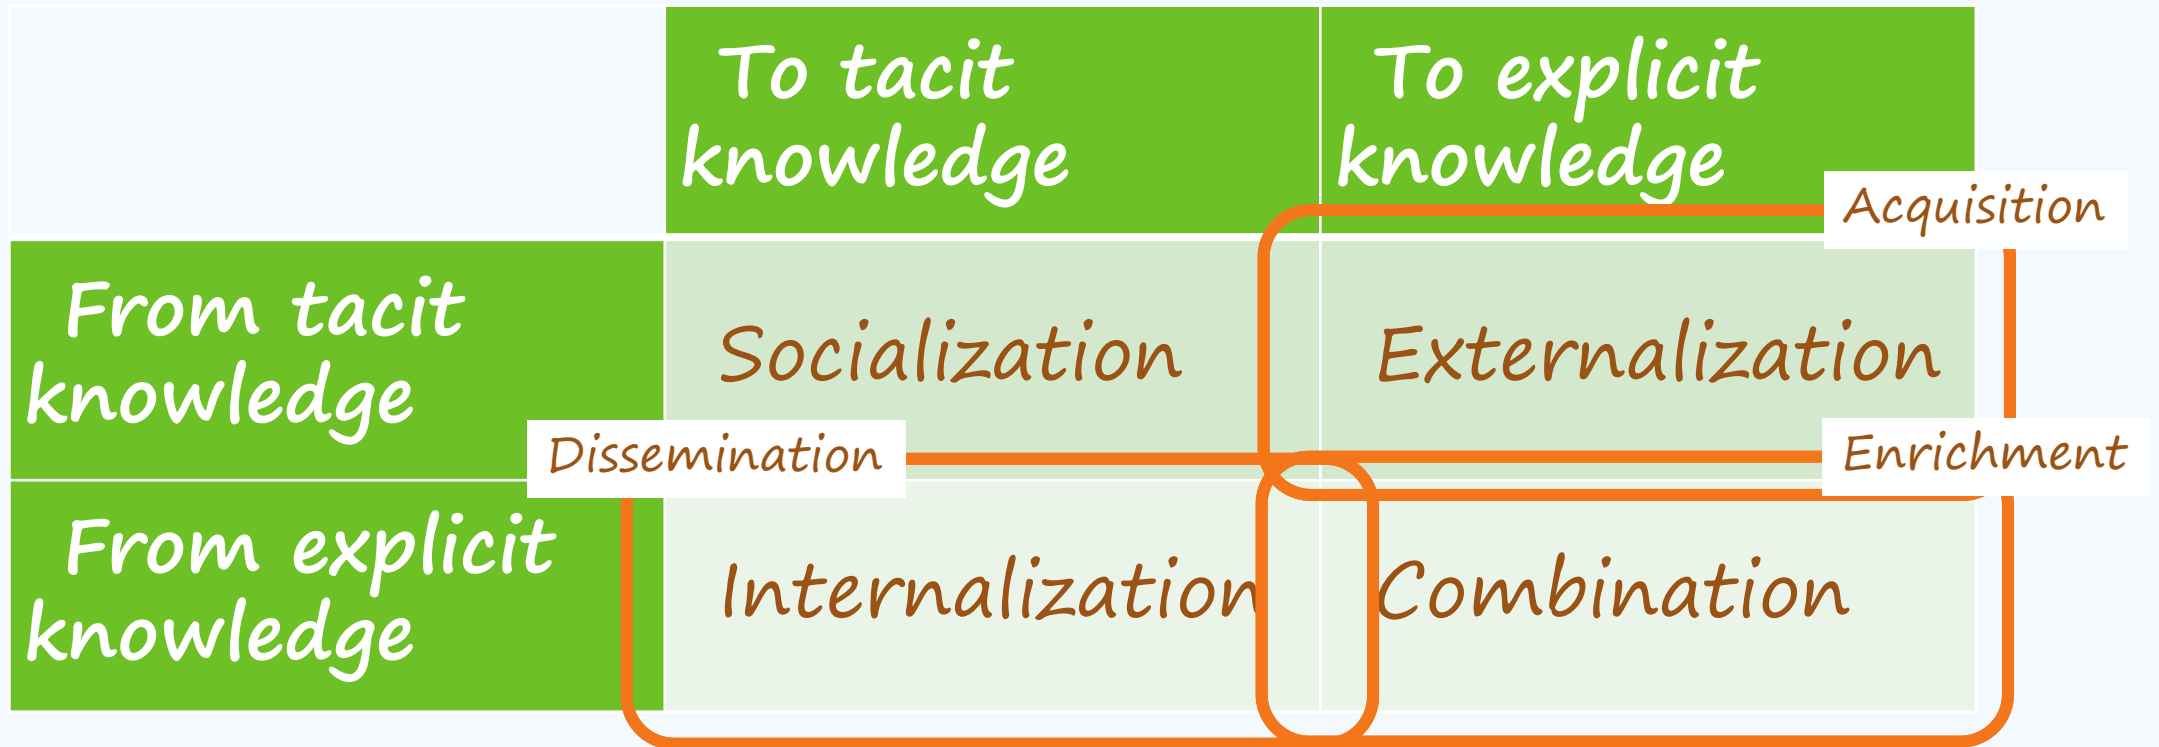 To tacit
knowledge
To explicit
knowledge
Acquisition
From tacit
knowledge
Socialization
Externalization
Dissemination
Enrichment
From explicit
knowledge
Internalization
Combination